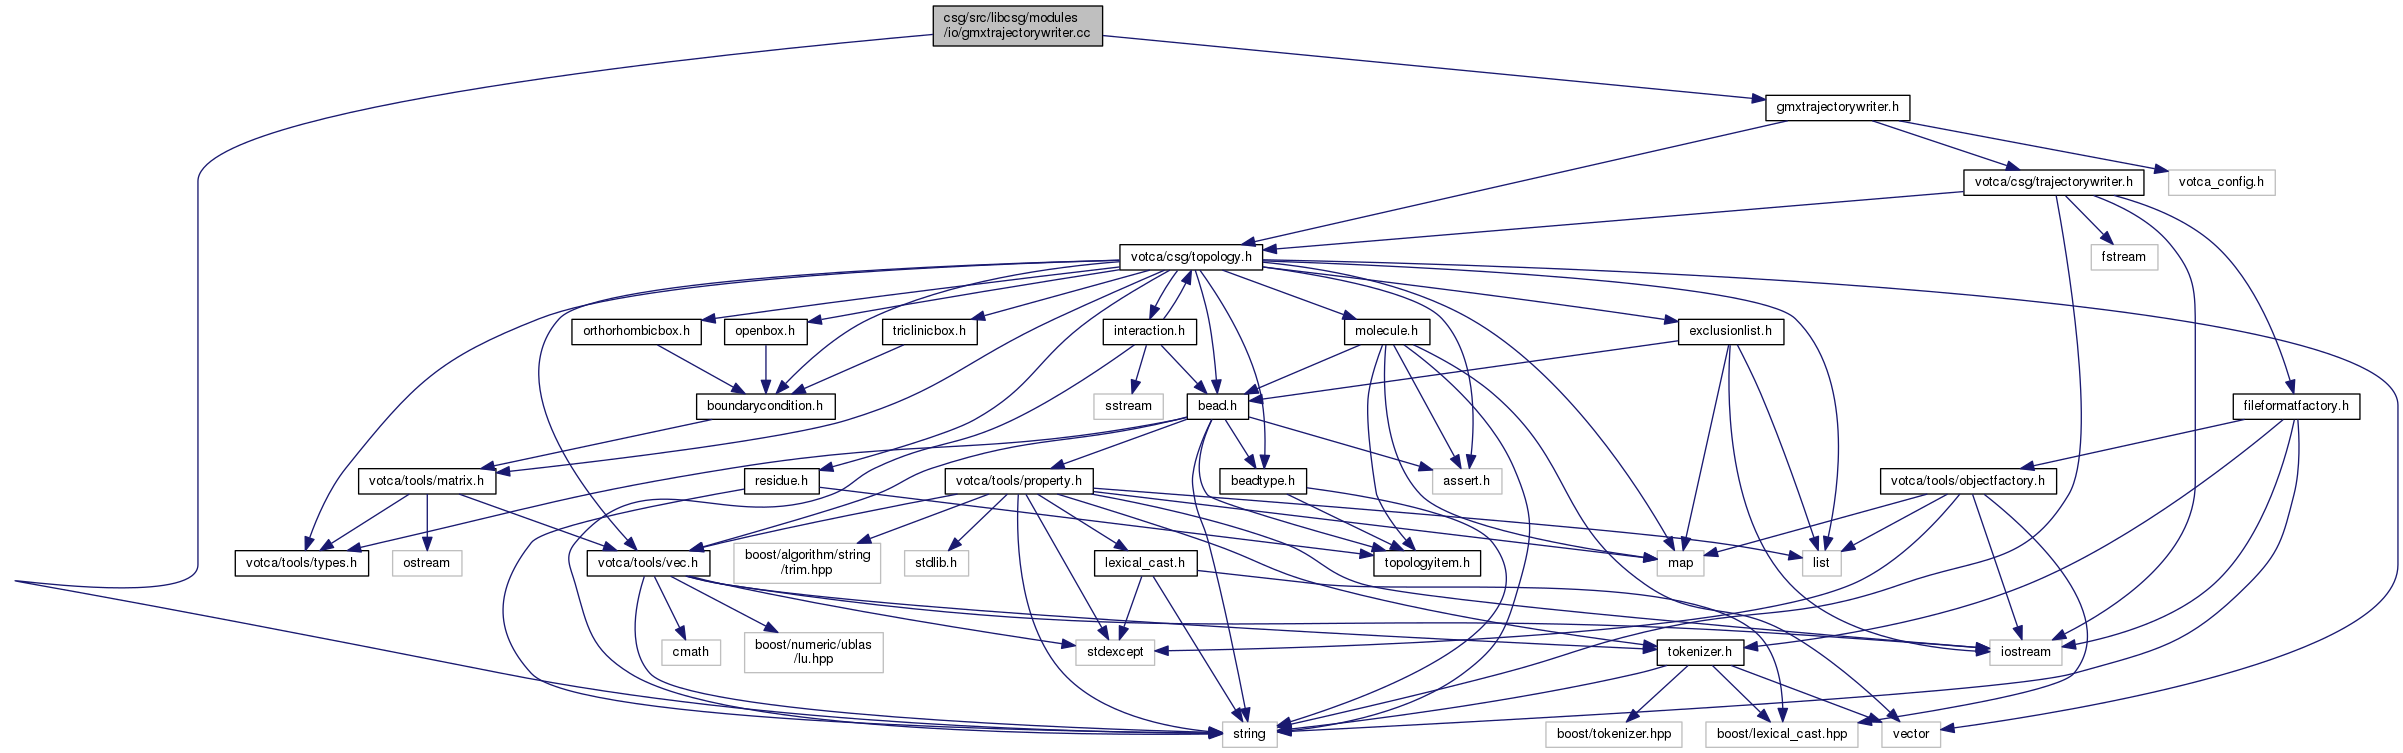 csg/src/libcsg/modules
/io/gmxtrajectorywriter.cc
gmxtrajectorywriter.h
votca/csg/trajectorywriter.h
votca_config.h
votca/csg/topology.h
fstream
orthorhombicbox.h
openbox.h
triclinicbox.h
interaction.h
molecule.h
exclusionlist.h
boundarycondition.h
sstream
bead.h
fileformatfactory.h
votca/tools/matrix.h
residue.h
votca/tools/property.h
beadtype.h
assert.h
votca/tools/objectfactory.h
votca/tools/types.h
ostream
votca/tools/vec.h
boost/algorithm/string
/trim.hpp
stdlib.h
lexical_cast.h
topologyitem.h
map
list
cmath
boost/numeric/ublas
/lu.hpp
stdexcept
tokenizer.h
iostream
string
boost/tokenizer.hpp
boost/lexical_cast.hpp
vector